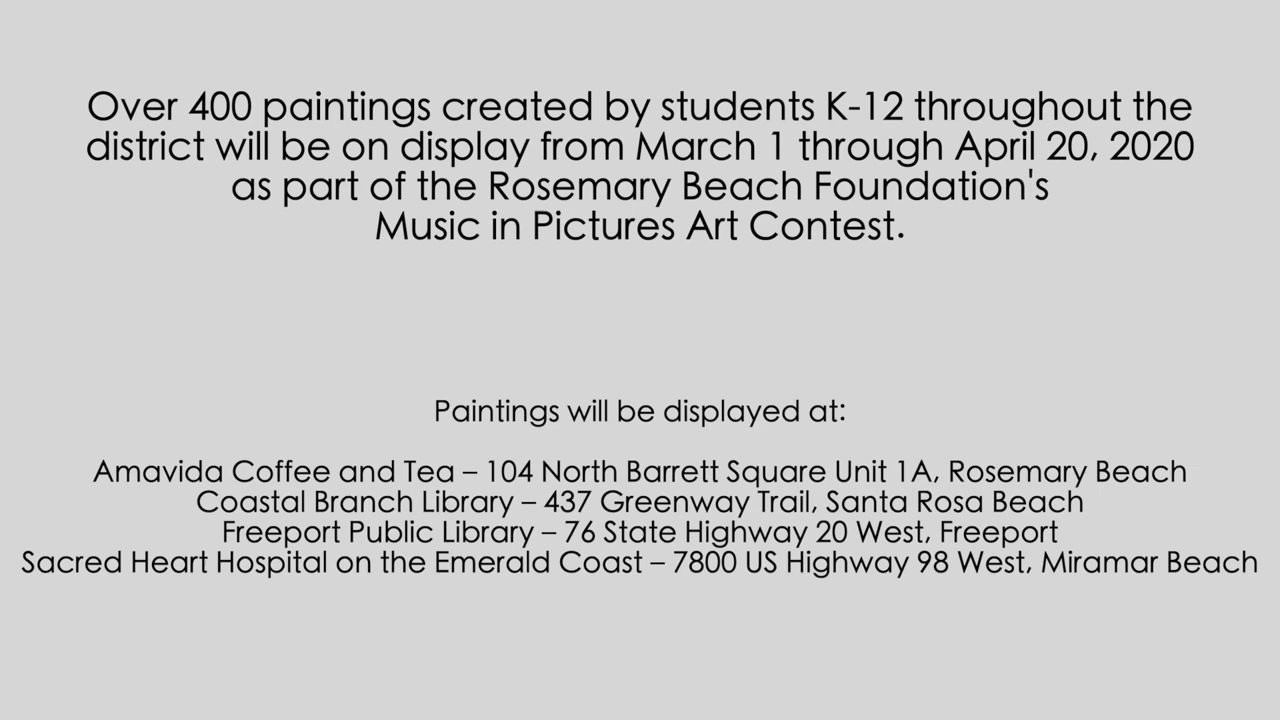 Over 400 paintings created by students K-12 throughout the
district will be on display from March 1 through April 20, 2020
as part of the Rosemary Beach Foundation's
Music in Pictures Art Contest.
Paintings will be displayed at:
Amavida Coffee and Tea – 104 North Barrett Square Unit 1A, Rosemary Beach
Coastal Branch Library – 437 Greenway Trail, Santa Rosa Beach
Freeport Public Library – 76 State Highway 20 West, Freeport
Sacred Heart Hospital on the Emerald Coast – 7800 US Highway 98 West, Miramar Beach